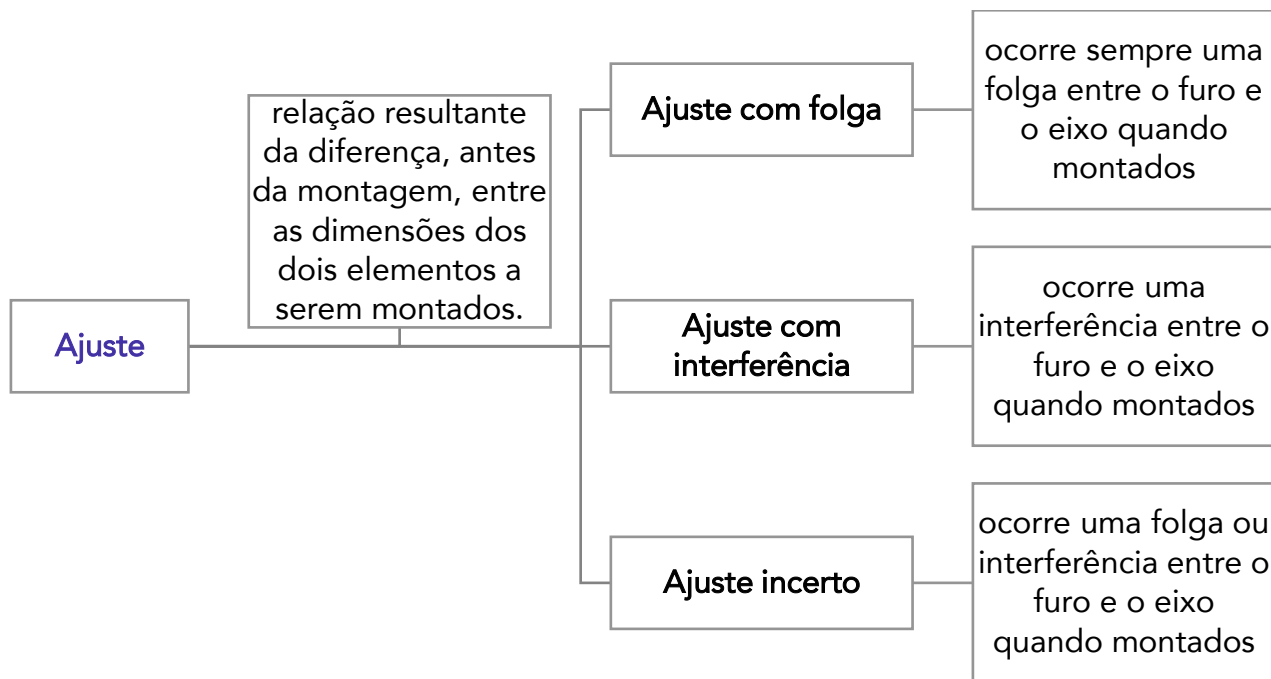 Ajuste
relação resultante
da diferença, antes
da montagem, entre
as dimensões dos
dois elementos a
serem montados.
Ajuste com folga
ocorre sempre uma
folga entre o furo e
o eixo quando
montados
Ajuste com
interferência
ocorre uma
interferência entre o
furo e o eixo
quando montados
Ajuste incerto
ocorre uma folga ou
interferência entre o
furo e o eixo
quando montados